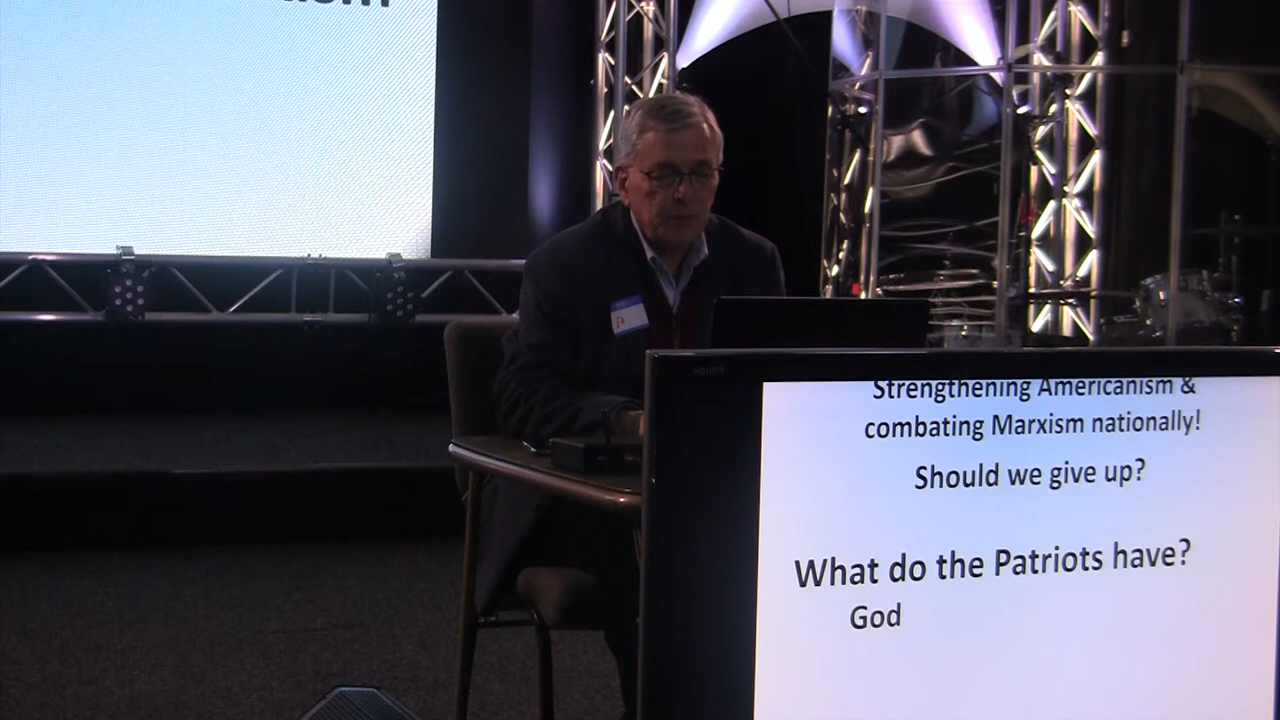 Strengthening Americanism &
combating Marxism nationally!
Should we give up?
What do the Patriots have?
God